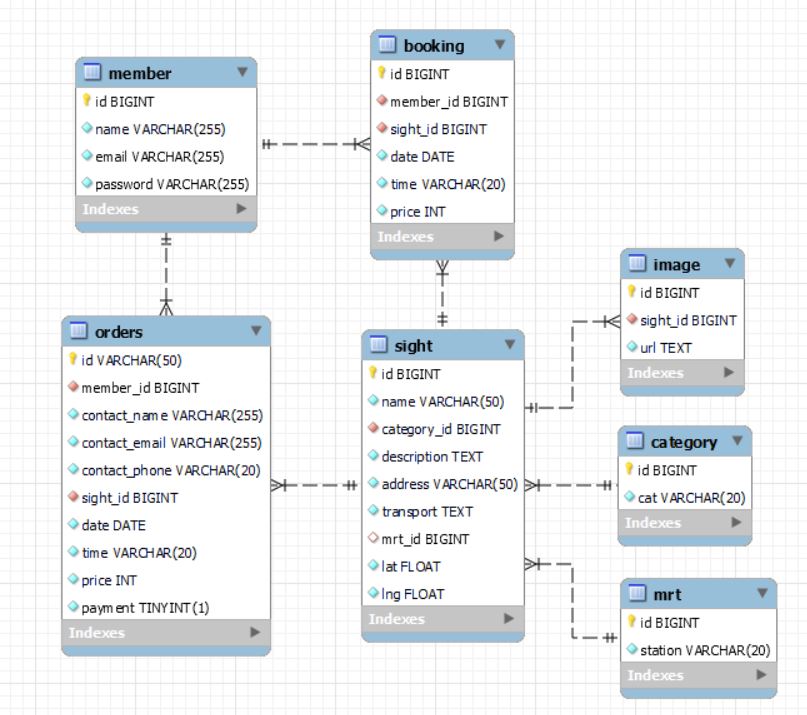 member
id BIGINT
name VARCHAR(255)
email VARCHAR(255)
password VARCHAR(255)
Indexes
booking
id BIGINT
member_id BIGINT
sight_id BIGINT
date DATE
time VARCHAR(20)
price INT
Indexes
orders
id VARCHAR(50)
member_id BIGINT
contact_name VARCHAR(255)
contact_email VARCHAR(255)
contact_phone VARCHAR(20)
sight_id BIGINT
date DATE
time VARCHAR(20)
price INT
payment TINYINT(1)
Indexes
sight
id BIGINT
name VARCHAR(50)
category_id BIGINT
description TEXT
address VARCHAR(50)
transport TEXT
mrt_id BIGINT
lat FLOAT
lng FLOAT
Indexes
image
id BIGINT
sight_id BIGINT
url TEXT
Indexes
category
id BIGINT
cat VARCHAR(20)
Indexes
mrt
id BIGINT
station VARCHAR(20)
Indexes